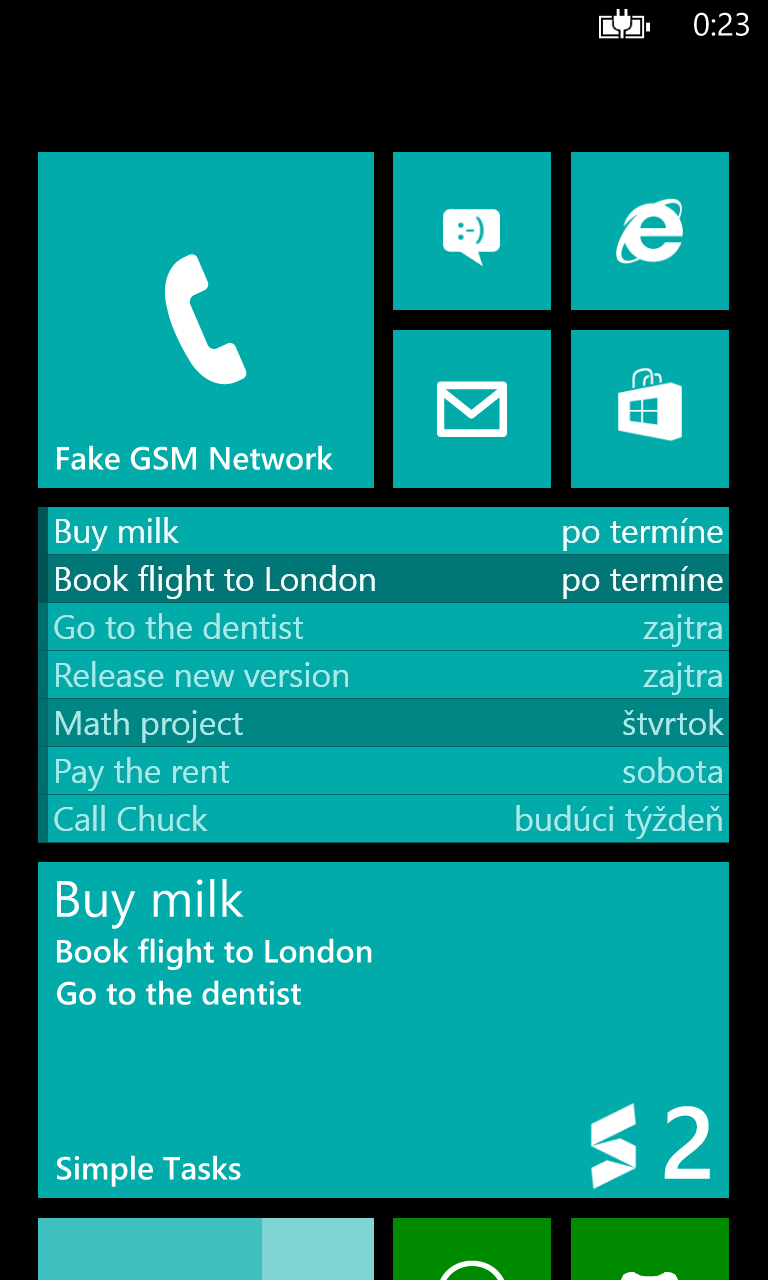 0:23
:-)
Fake GSM Network
Buy milk po termíne
Book flight to London po termíne
Go to the dentist zajtra
Release new version zajtra
Math project štvrtok
Pay the rent sobota
Call Chuck budúci týždeň
Buy milk
Book flight to London
Go to the dentist
Simple Tasks 2